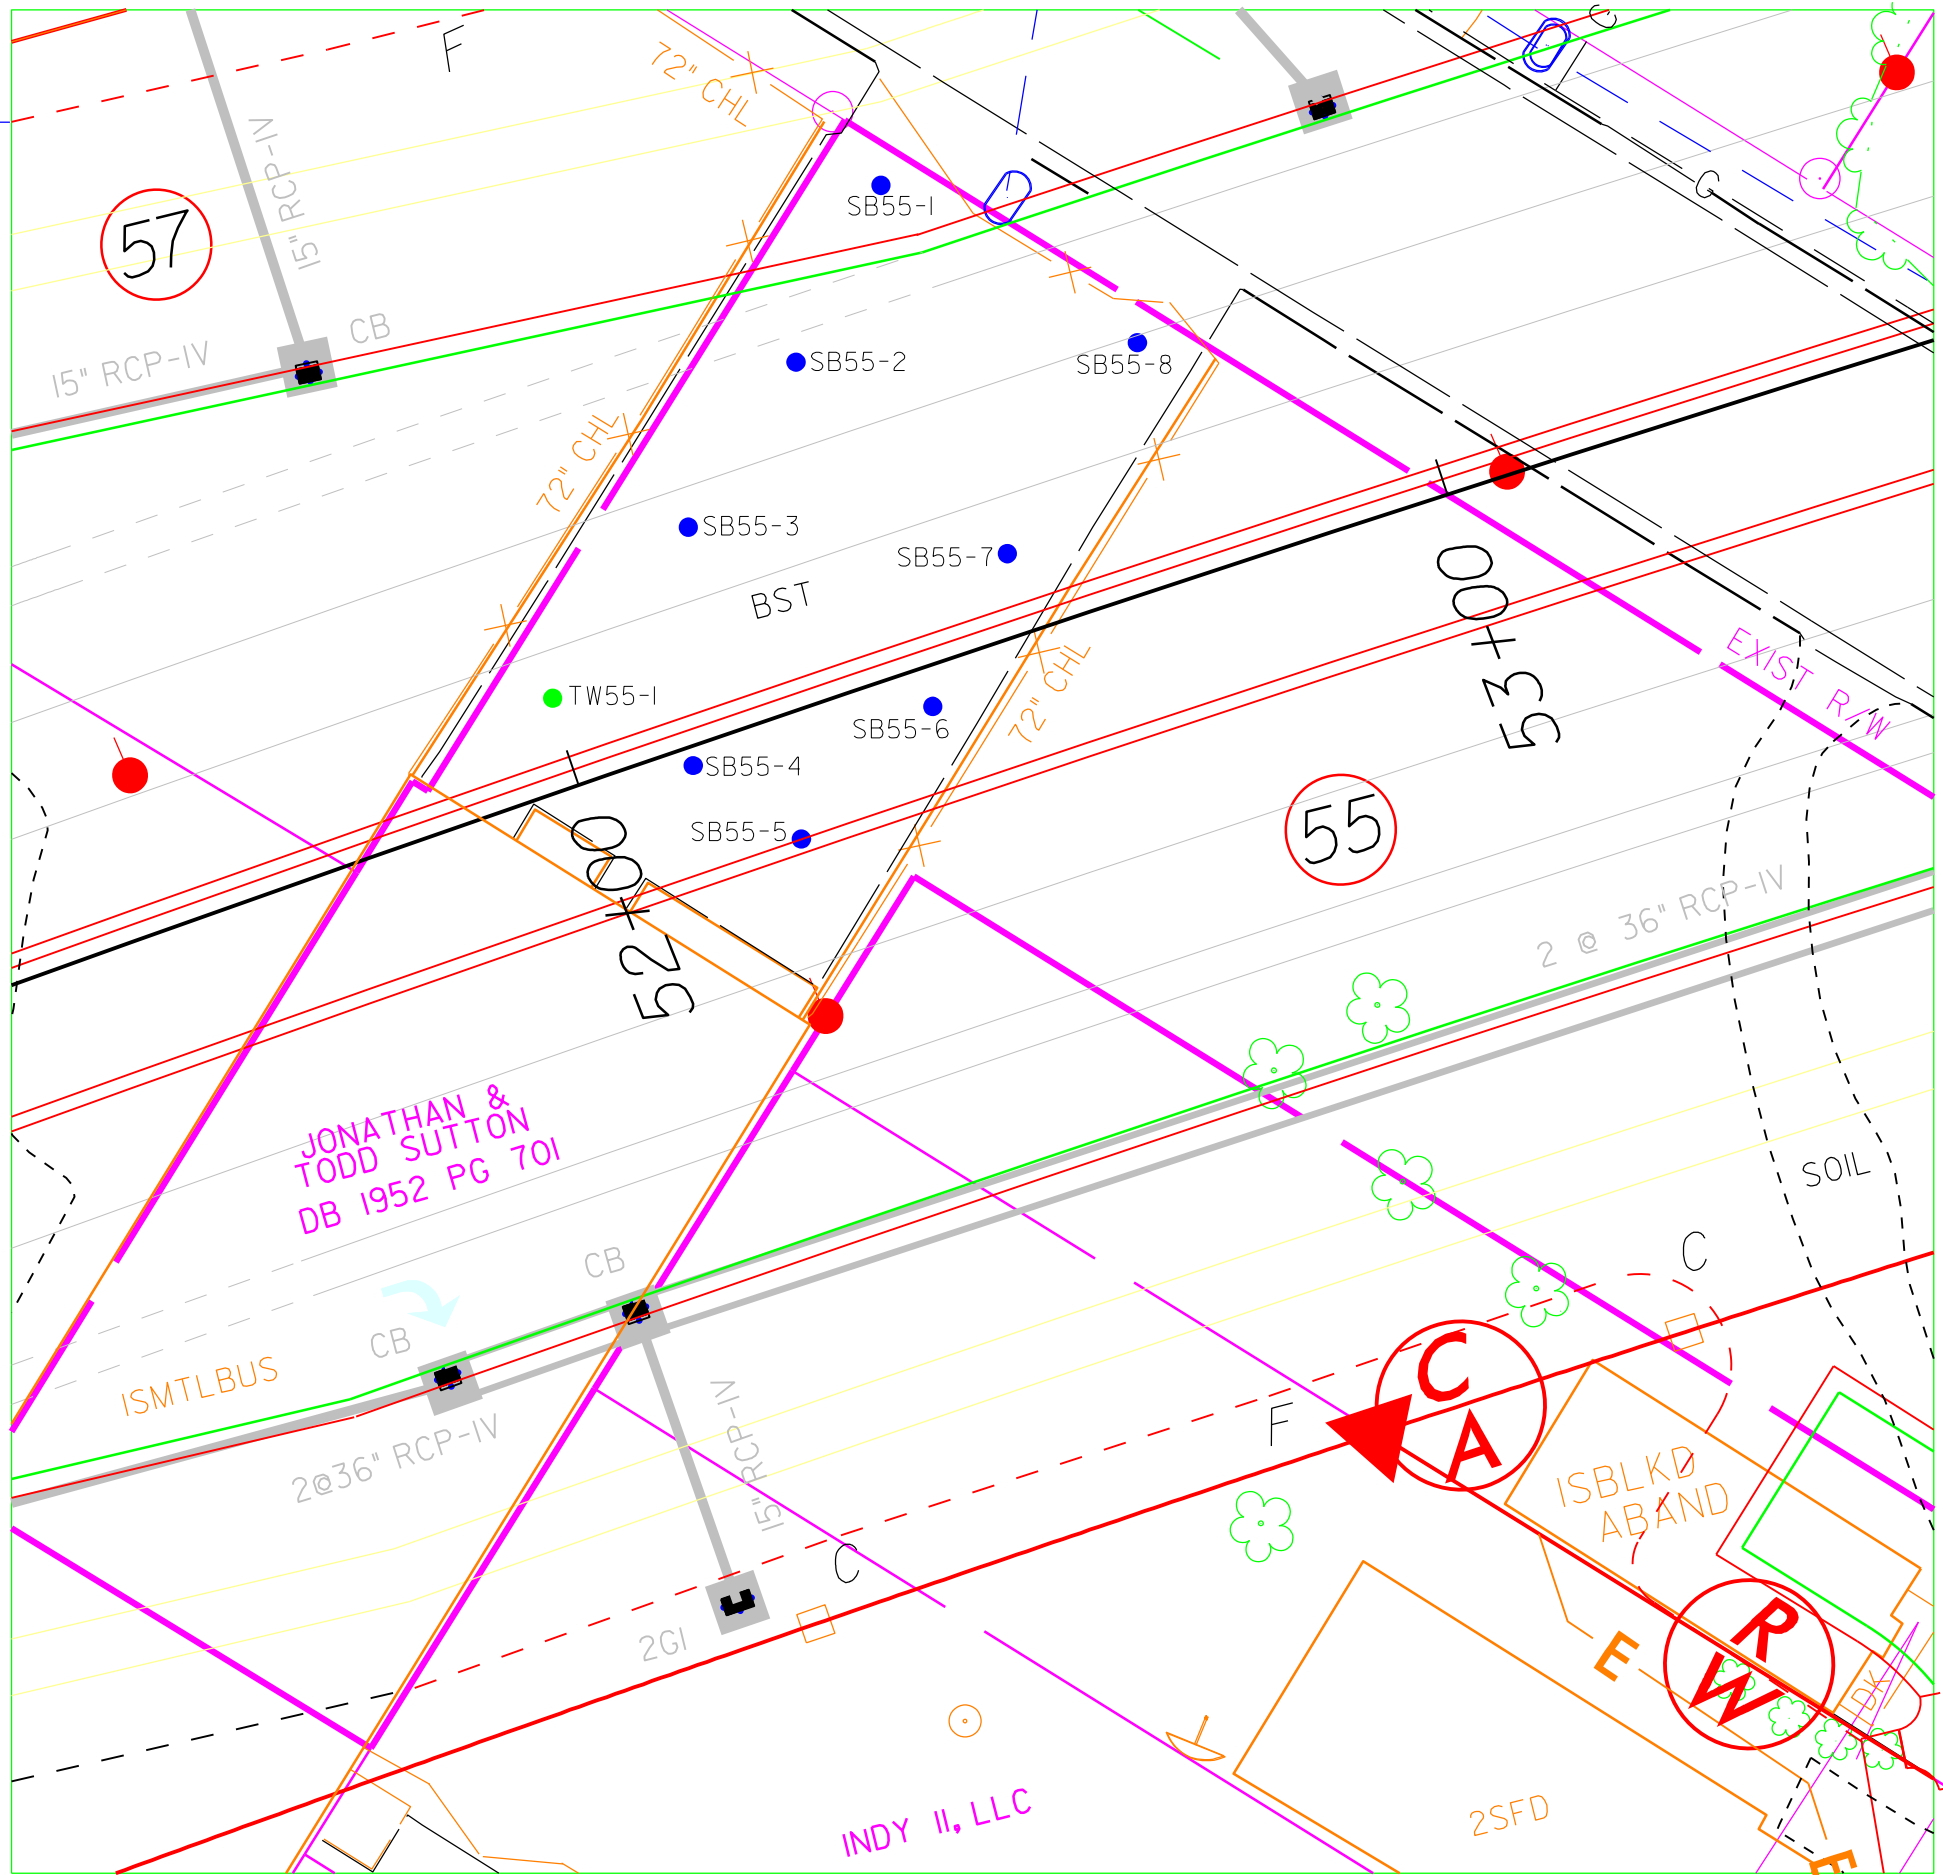 F
72" CHL
C
C
57
15" RCP-IV
CB
15" RCP-IV
SB55-1
SB55-2
SB55-8
72" CHL
SB55-3
SB55-7
BST
53+00
EXIST R/W
TW55-1
SB55-6
72" CHL
SB55-4
SB55-5
55
52+00
2 @ 36" RCP-IV
JONATHAN &
TODD SUTTON
DB 1952 PG 701
SOIL
CB
C
CB
ISMTLBUS
2@36" RCP-IV
15" RCP-IV
C
A
F
ISBLKD
ABAND
C
2GI
E
R
W
DK
INDY II, LLC
2SFD
E